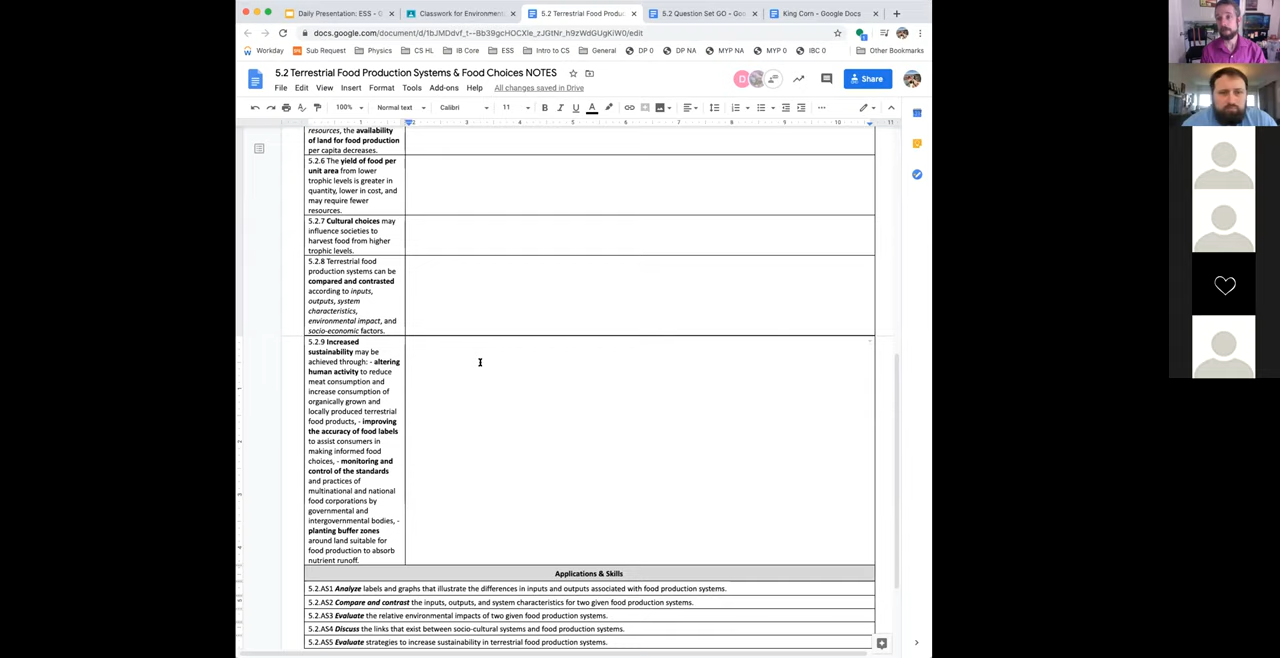 Daily Presentation: ESS - G
Classwork for Environment
5.2 Terrestrial Food Produc
5.2 Question Set GO - Goo
King Corn - Google Docs
docs.google.com/document/d/1bJMDdvf_t--Bb39gcHOCXle_zJGtNr_h9zWdGUgKiW0/edit
Workday
Sub Request
Physics
CS HL
IB Core
ESS
Intro to CS
General
DP 0
DP NA
MYP NA
MYP 0
IBC 0
Other Bookmarks
5.2 Terrestrial Food Production Systems & Food Choices NOTES
File Edit View Insert Format Tools Add-ons Help All changes saved in Drive
D
Share
100%
Normal text
Calibri
11
B I U A
1 2 3 4 5 6 7 8 9 10 11
resources, the availability
of land for food production
per capita decreases.
5.2.6 The yield of food per
unit area from lower
trophic levels is greater in
quantity, lower in cost, and
may require fewer
resources.
5.2.7 Cultural choices may
influence societies to
harvest food from higher
trophic levels.
5.2.8 Terrestrial food
production systems can be
compared and contrasted
according to inputs,
outputs, system
characteristics,
environmental impact, and
socio-economic factors.
5.2.9 Increased
sustainability may be
achieved through: - altering
human activity to reduce
meat consumption and
increase consumption of
organically grown and
locally produced terrestrial
food products, - improving
the accuracy of food labels
to assist consumers in
making informed food
choices, - monitoring and
control of the standards
and practices of
multinational and national
food corporations by
governmental and
intergovernmental bodies, -
planting buffer zones
around land suitable for
food production to absorb
nutrient runoff.
Applications & Skills
5.2.AS1 Analyze labels and graphs that illustrate the differences in inputs and outputs associated with food production systems.
5.2.AS2 Compare and contrast the inputs, outputs, and system characteristics for two given food production systems.
5.2.AS3 Evaluate the relative environmental impacts of two given food production systems.
5.2.AS4 Discuss the links that exist between socio-cultural systems and food production systems.
5.2.AS5 Evaluate strategies to increase sustainability in terrestrial food production systems.